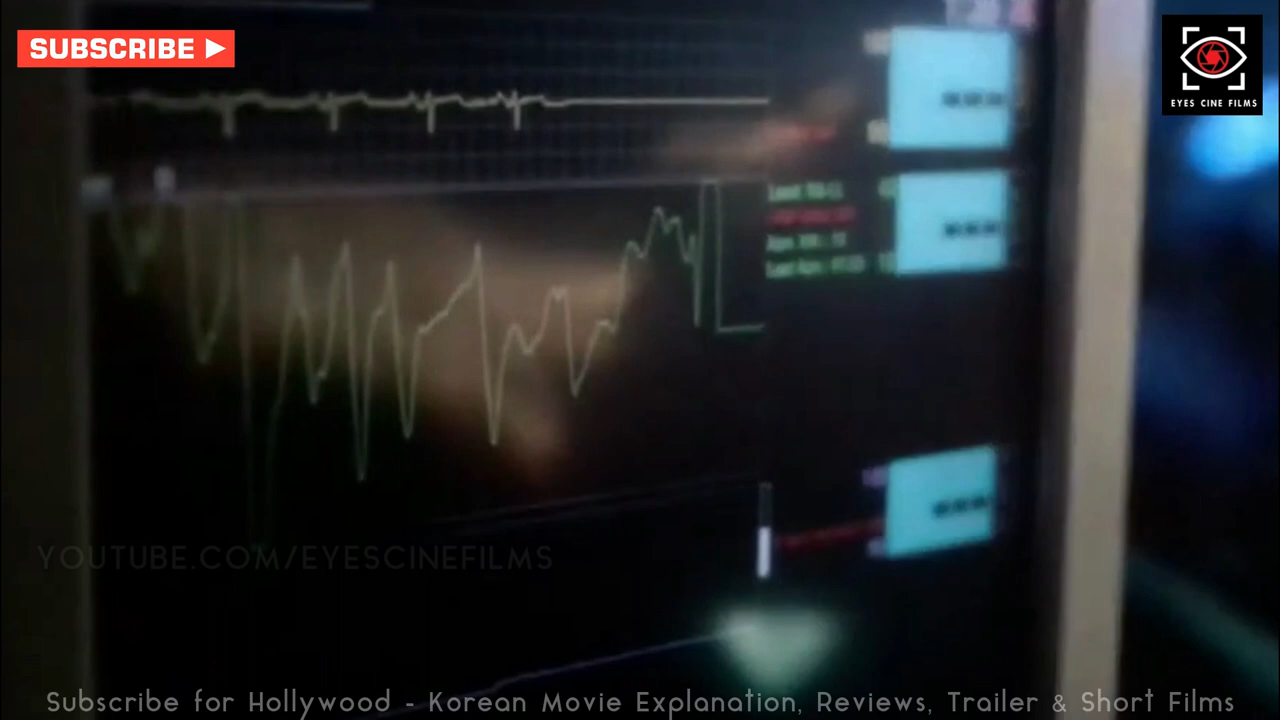 SUBSCRIBE
EYES CINE FILMS
YOUTUBE.COM/EYESCINEFILMS
Subscribe for Hollywood - Korean Movie Explanation, Reviews, Trailer & Short Films